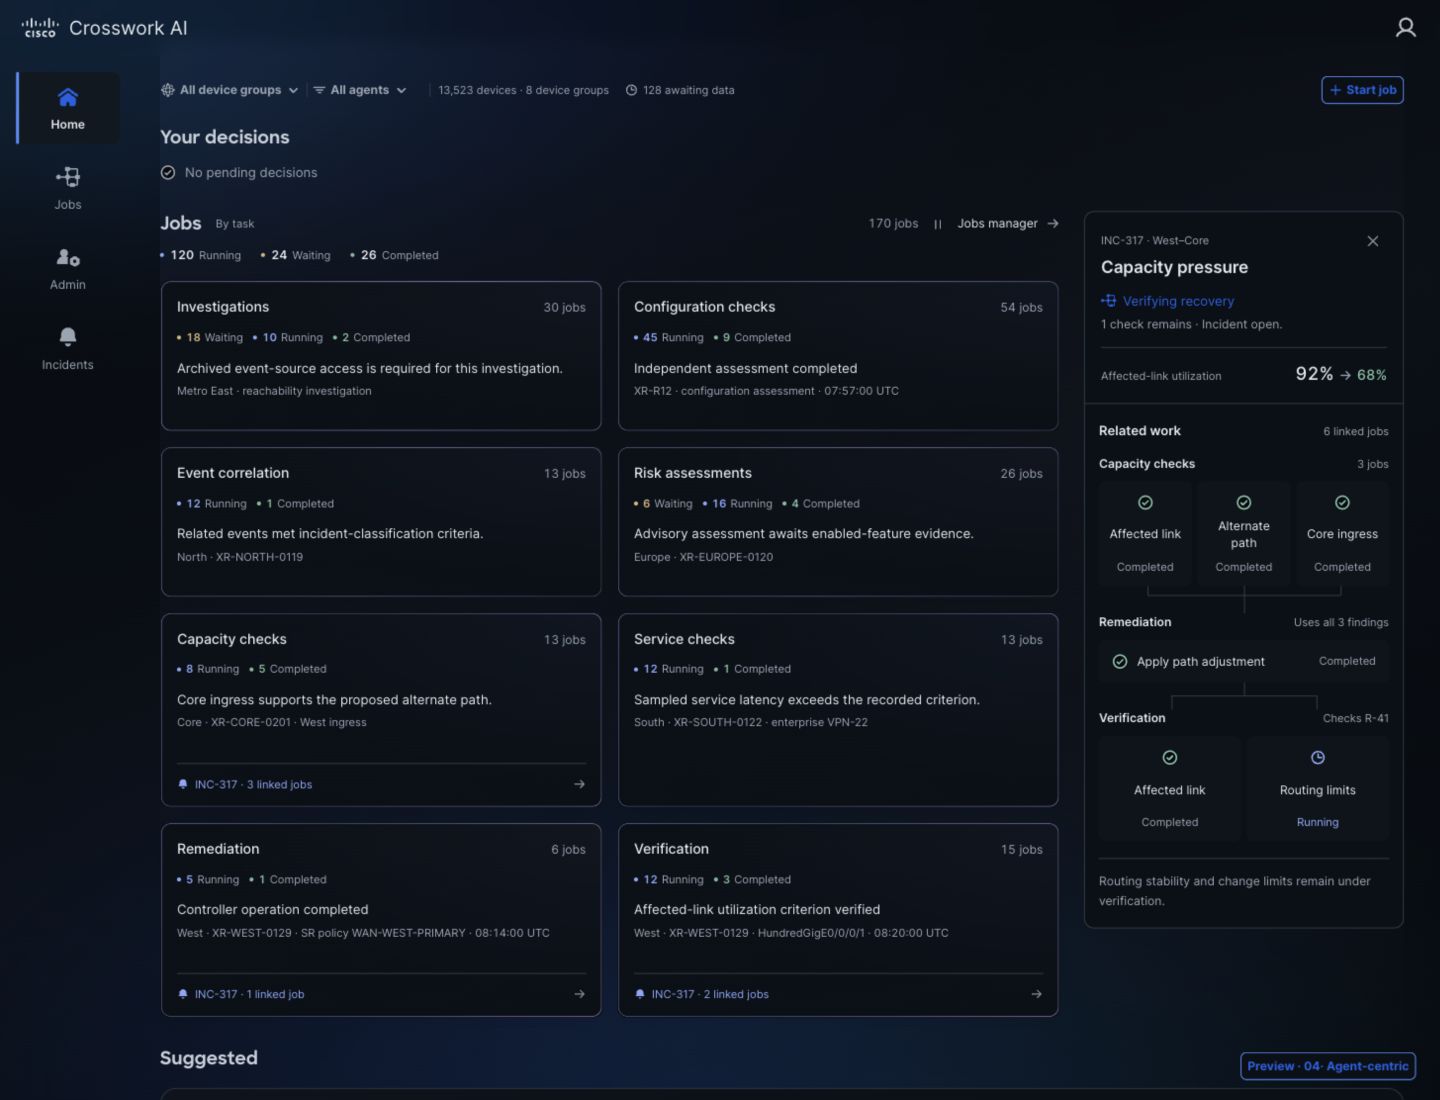 CISCO Crosswork AI
Home
Jobs
Admin
Incidents
All device groups All agents 13,523 devices · 8 device groups 128 awaiting data
+ Start job
Your decisions
No pending decisions
Jobs By task 170 jobs Jobs manager →
• 120 Running • 24 Waiting • 26 Completed
Investigations 30 jobs
• 18 Waiting • 10 Running • 2 Completed
Archived event-source access is required for this investigation.
Metro East · reachability investigation
Configuration checks 54 jobs
• 45 Running • 9 Completed
Independent assessment completed
XR-R12 · configuration assessment · 07:57:00 UTC
Event correlation 13 jobs
• 12 Running • 1 Completed
Related events met incident-classification criteria.
North · XR-NORTH-0119
Risk assessments 26 jobs
• 6 Waiting • 16 Running • 4 Completed
Advisory assessment awaits enabled-feature evidence.
Europe · XR-EUROPE-0120
Capacity checks 13 jobs
• 8 Running • 5 Completed
Core ingress supports the proposed alternate path.
Core · XR-CORE-0201 · West ingress
INC-317 · 3 linked jobs →
Service checks 13 jobs
• 12 Running • 1 Completed
Sampled service latency exceeds the recorded criterion.
South · XR-SOUTH-0122 · enterprise VPN-22
Remediation 6 jobs
• 5 Running • 1 Completed
Controller operation completed
West · XR-WEST-0129 · SR policy WAN-WEST-PRIMARY · 08:14:00 UTC
INC-317 · 1 linked job →
Verification 15 jobs
• 12 Running • 3 Completed
Affected-link utilization criterion verified
West · XR-WEST-0129 · HundredGigE0/0/0/1 · 08:20:00 UTC
INC-317 · 2 linked jobs →
INC-317 · West–Core
Capacity pressure
Verifying recovery
1 check remains · Incident open.
Affected-link utilization 92% → 68%
Related work 6 linked jobs
Capacity checks 3 jobs
Affected link
Completed
Alternate
path
Completed
Core ingress
Completed
Remediation Uses all 3 findings
Apply path adjustment Completed
Verification Checks R-41
Affected link
Completed
Routing limits
Running
Routing stability and change limits remain under
verification.
Suggested
Preview · 04· Agent-centric